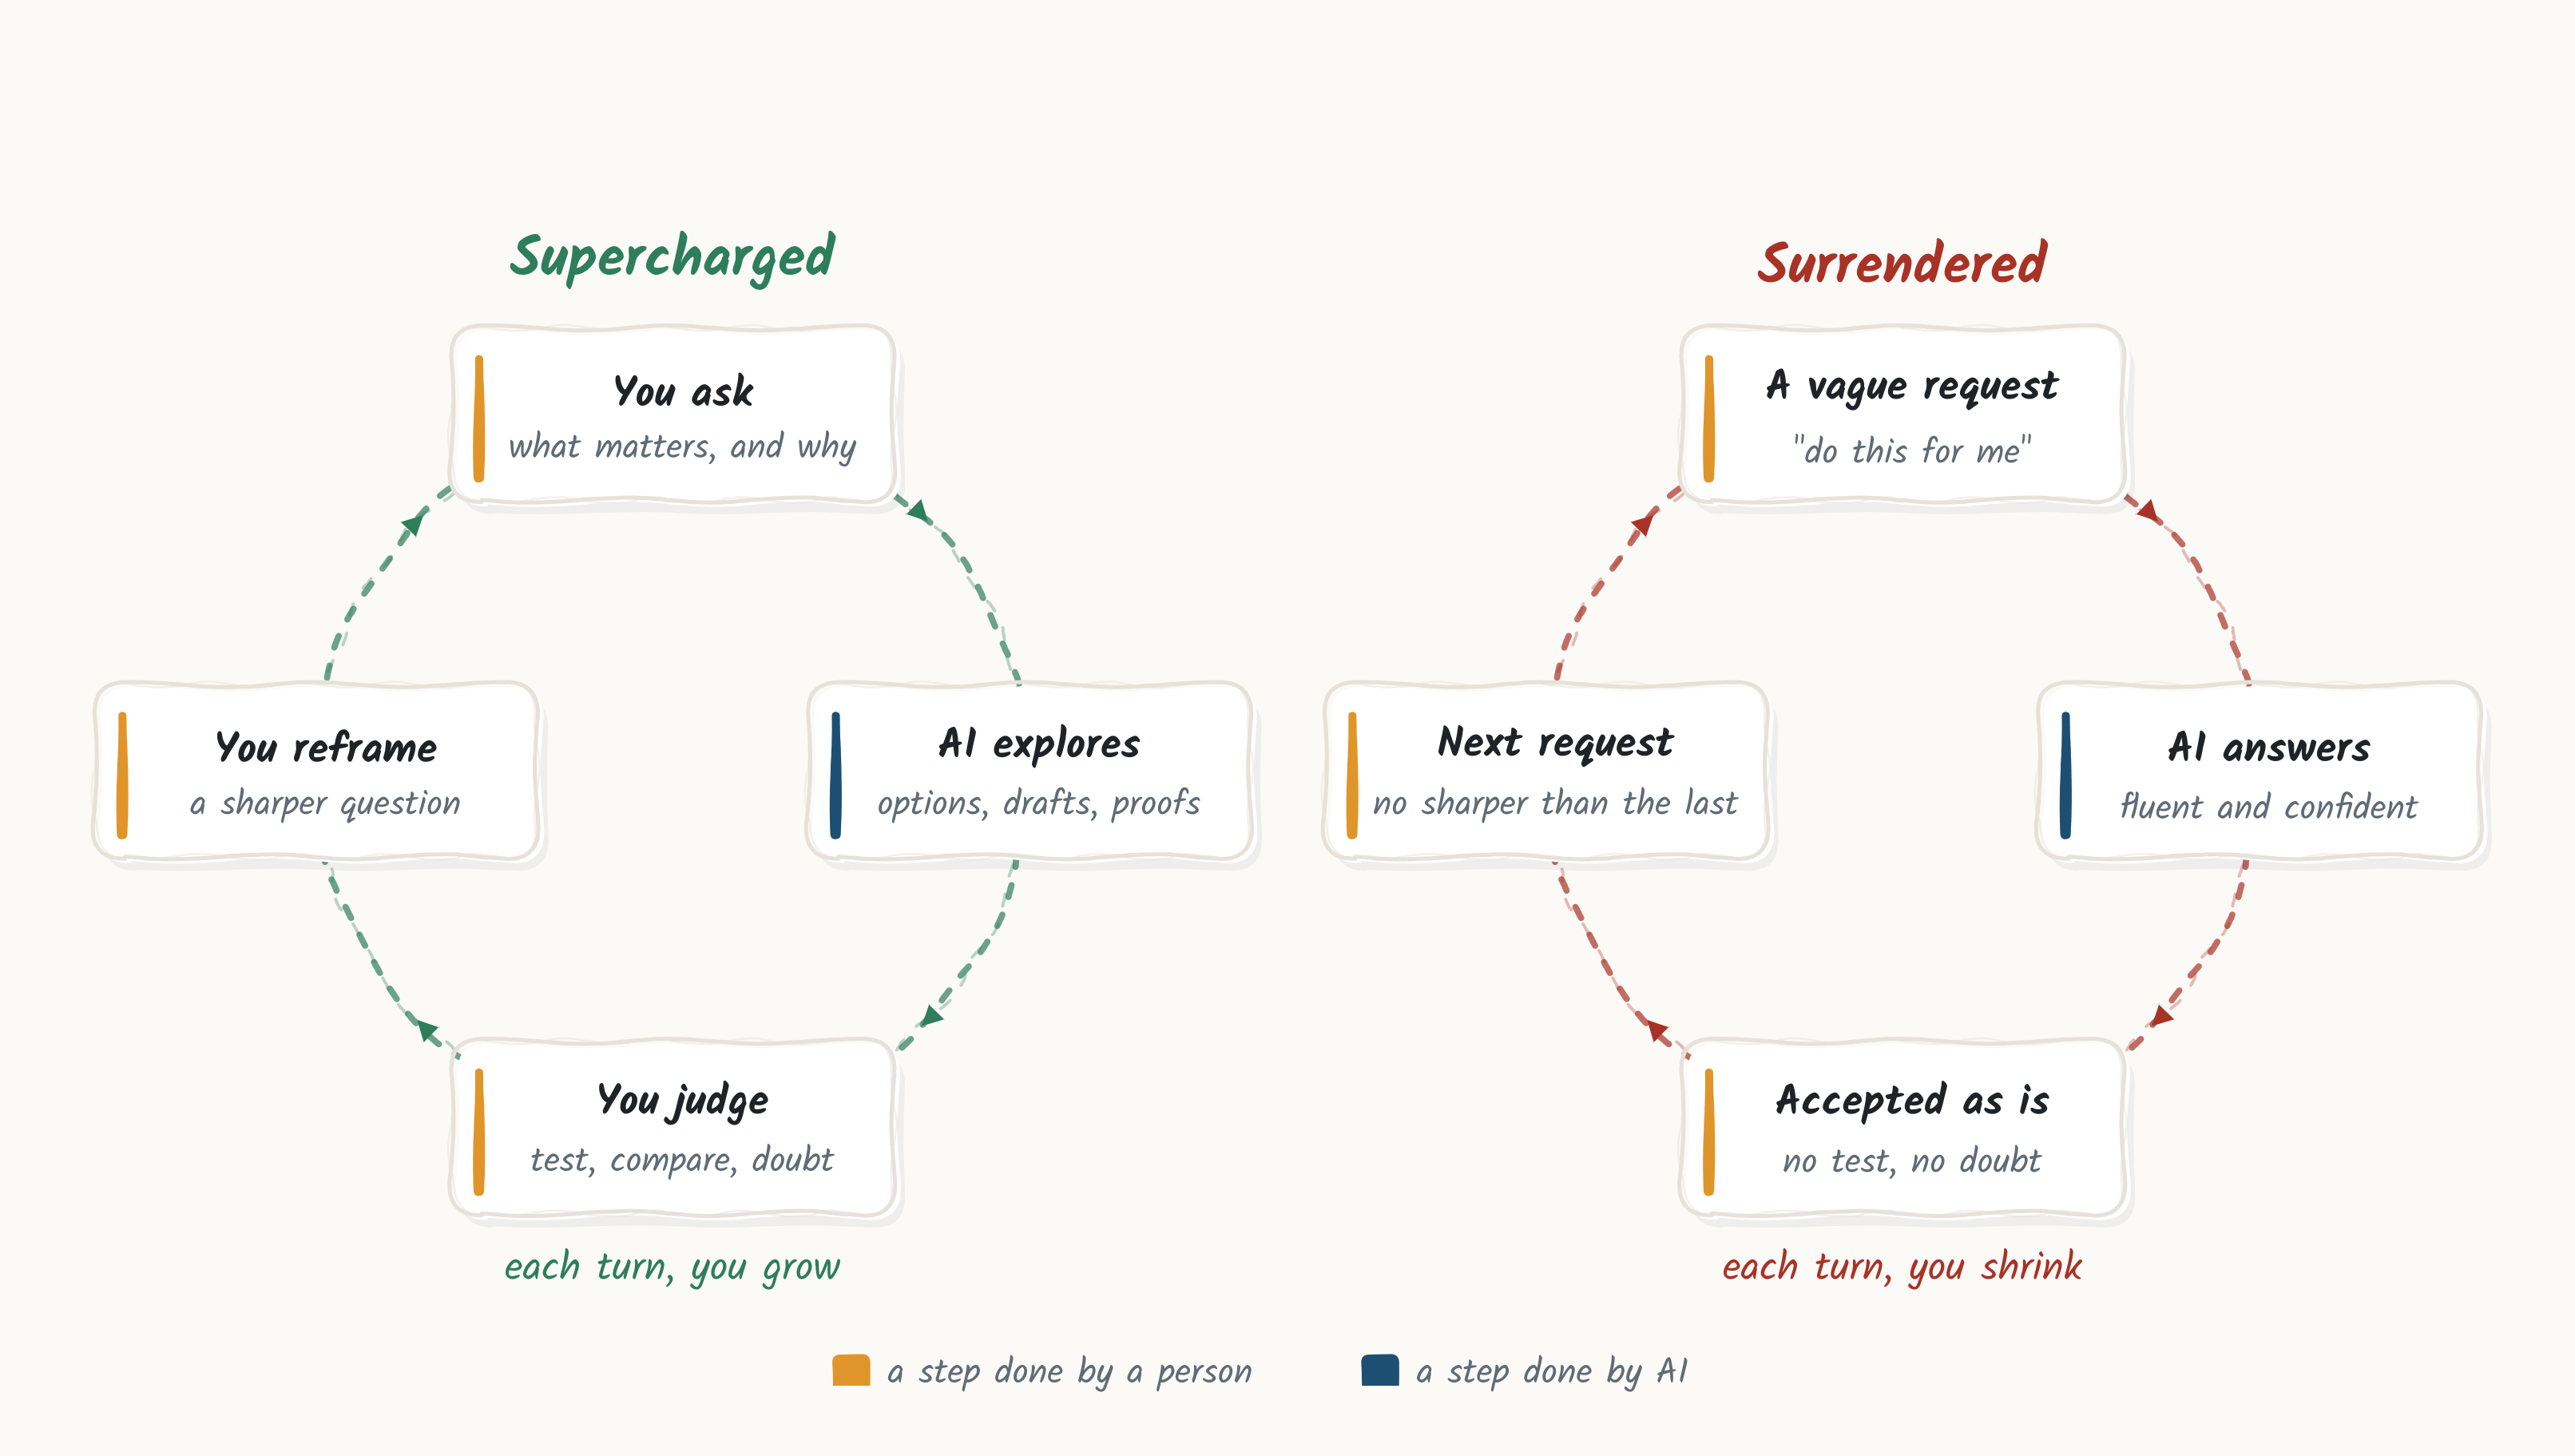 Supercharged
You ask
what matters, and why
You reframe
a sharper question
AI explores
options, drafts, proofs
You judge
test, compare, doubt
each turn, you grow
Surrendered
A vague request
"do this for me"
Next request
no sharper than the last
AI answers
fluent and confident
Accepted as is
no test, no doubt
each turn, you shrink
a step done by a person
a step done by AI